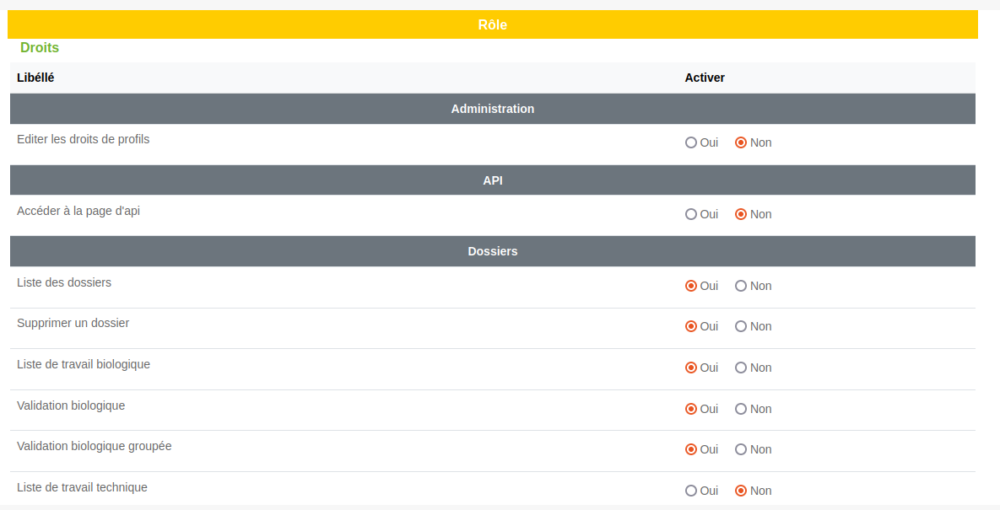 Rôle
Droits
Libéllé Activer
Administration
Editer les droits de profils Oui Non
API
Accéder à la page d'api Oui Non
Dossiers
Liste des dossiers Oui Non
Supprimer un dossier Oui Non
Liste de travail biologique Oui Non
Validation biologique Oui Non
Validation biologique groupée Oui Non
Liste de travail technique Oui Non